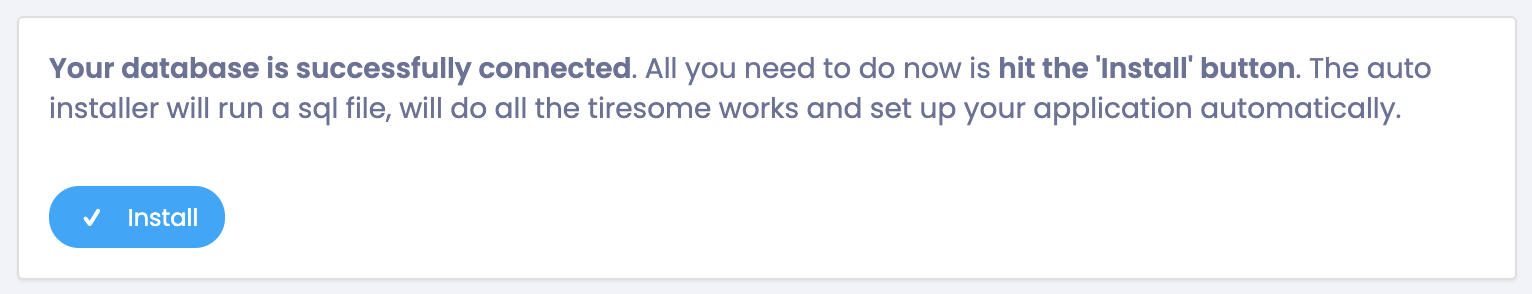 Your database is successfully connected. All you need to do now is hit the 'Install' button. The auto
installer will run a sql file, will do all the tiresome works and set up your application automatically.
Install